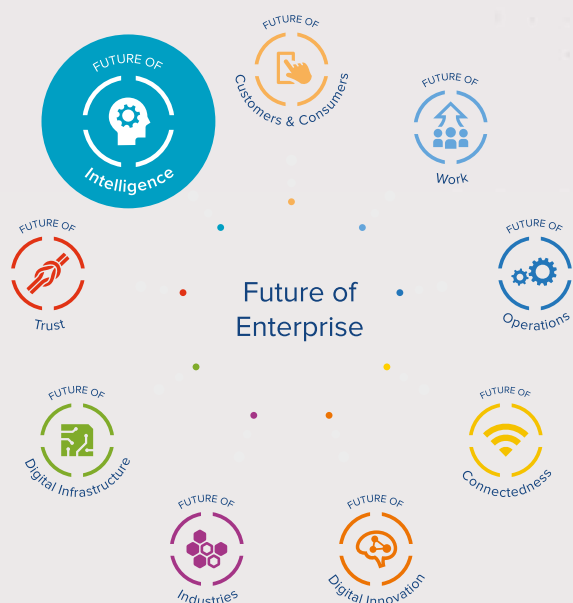 FUTURE OF
Intelligence
FUTURE OF
Customers & Consumers
FUTURE OF
Work
FUTURE OF
Trust
Future of
Enterprise
FUTURE OF
Operations
FUTURE OF
Digital Infrastructure
FUTURE OF
Connectedness
FUTURE OF
Industries
FUTURE OF
Digital Innovation